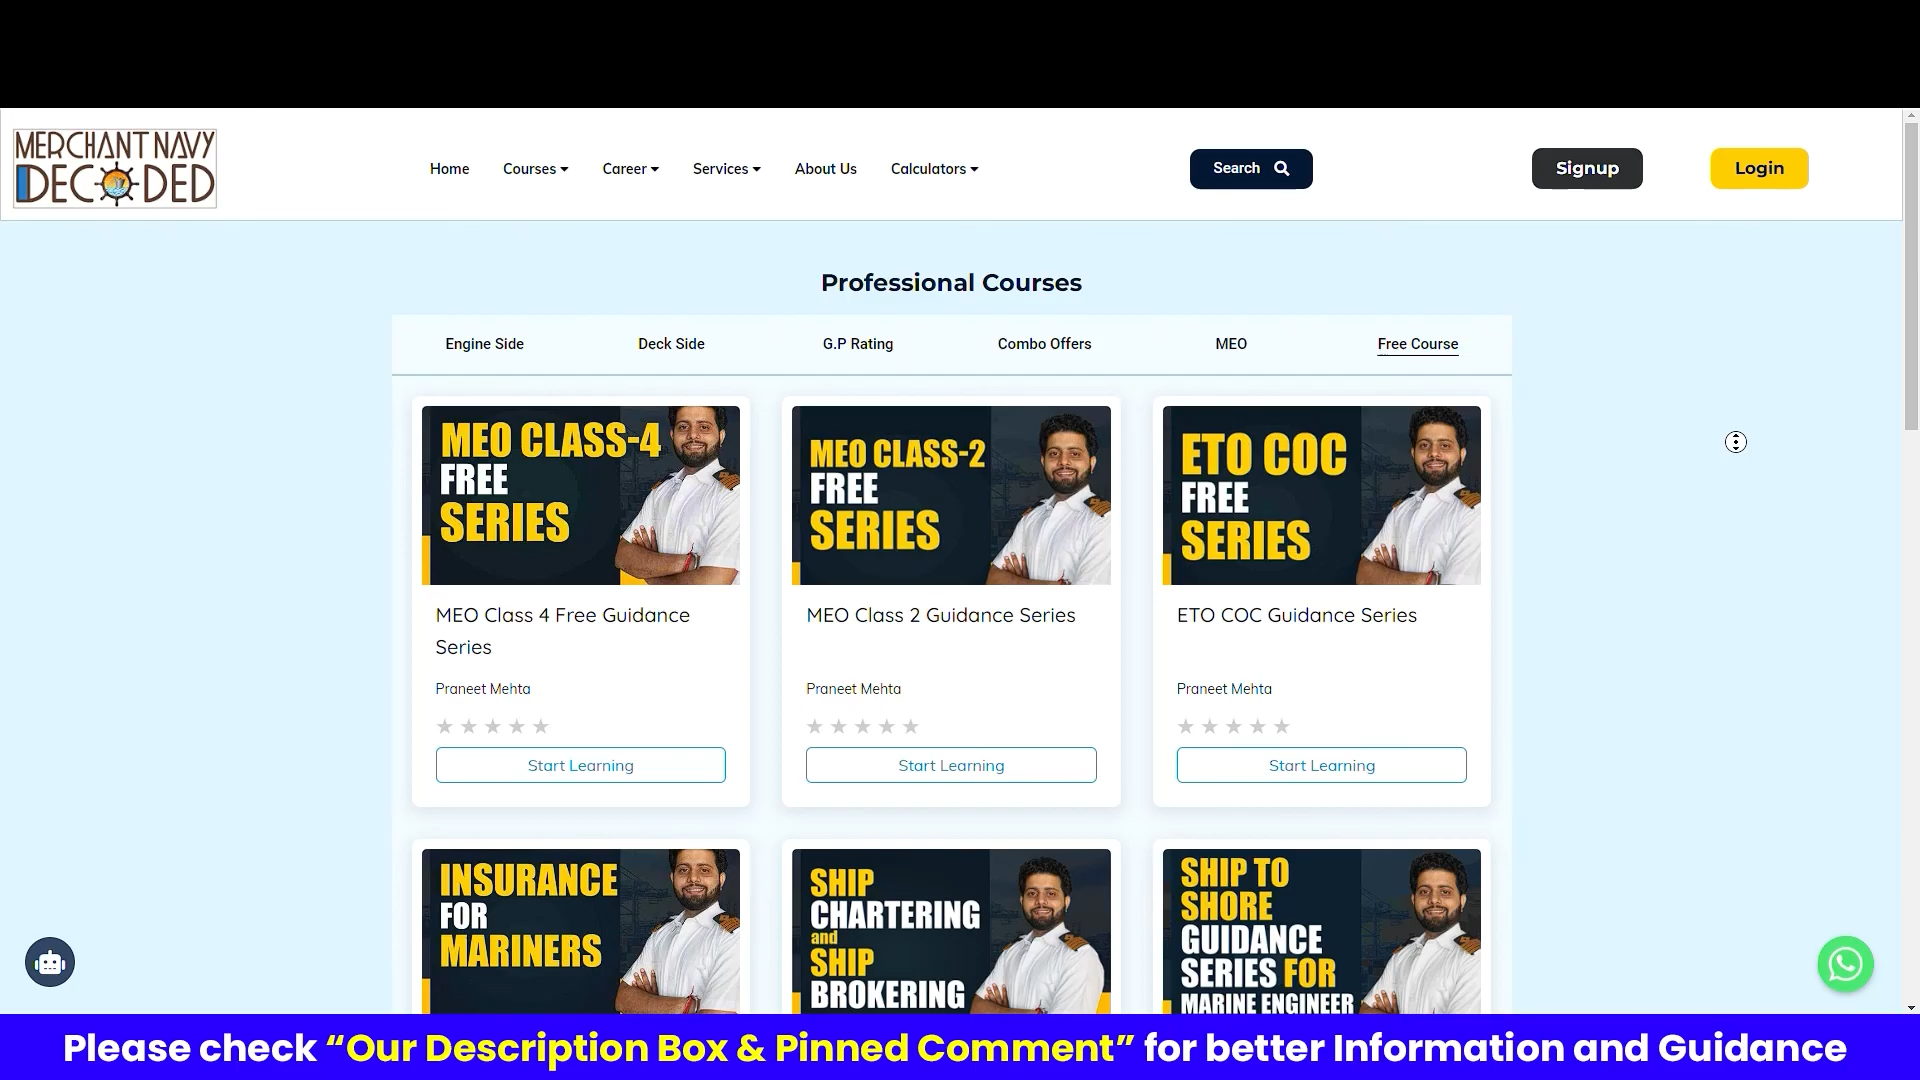 MERCHANT NAVY
DECODED
Home
Courses
Career
Services
About Us
Calculators
Search
Signup
Login
Professional Courses
Engine Side
Deck Side
G.P Rating
Combo Offers
MEO
Free Course
MEO CLASS-4
FREE
SERIES
MEO CLASS-2
FREE
SERIES
ETO COC
FREE
SERIES
MEO Class 4 Free Guidance
Series
MEO Class 2 Guidance Series
ETO COC Guidance Series
Praneet Mehta
Praneet Mehta
Praneet Mehta
Start Learning
Start Learning
Start Learning
INSURANCE
FOR
MARINERS
SHIP
CHARTERING
and
SHIP
BROKERING
SHIP TO
SHORE
GUIDANCE
SERIES FOR
MARINE ENGINEER
Please check “Our Description Box & Pinned Comment” for better Information and Guidance